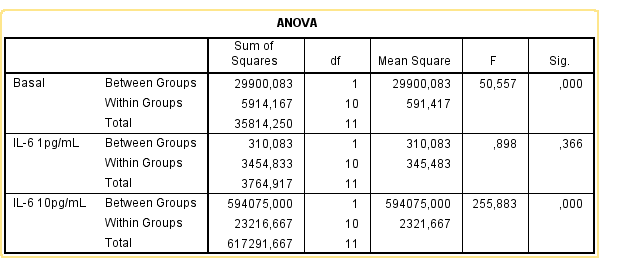 ANOVA
Sum of Squares df Mean Square F Sig.
Basal Between Groups 29900,083 1 29900,083 50,557 ,000
Within Groups 5914,167 10 591,417
Total 35814,250 11
IL-6 1pg/mL Between Groups 310,083 1 310,083 ,898 ,366
Within Groups 3454,833 10 345,483
Total 3764,917 11
IL-6 10pg/mL Between Groups 594075,000 1 594075,000 255,883 ,000
Within Groups 23216,667 10 2321,667
Total 617291,667 11